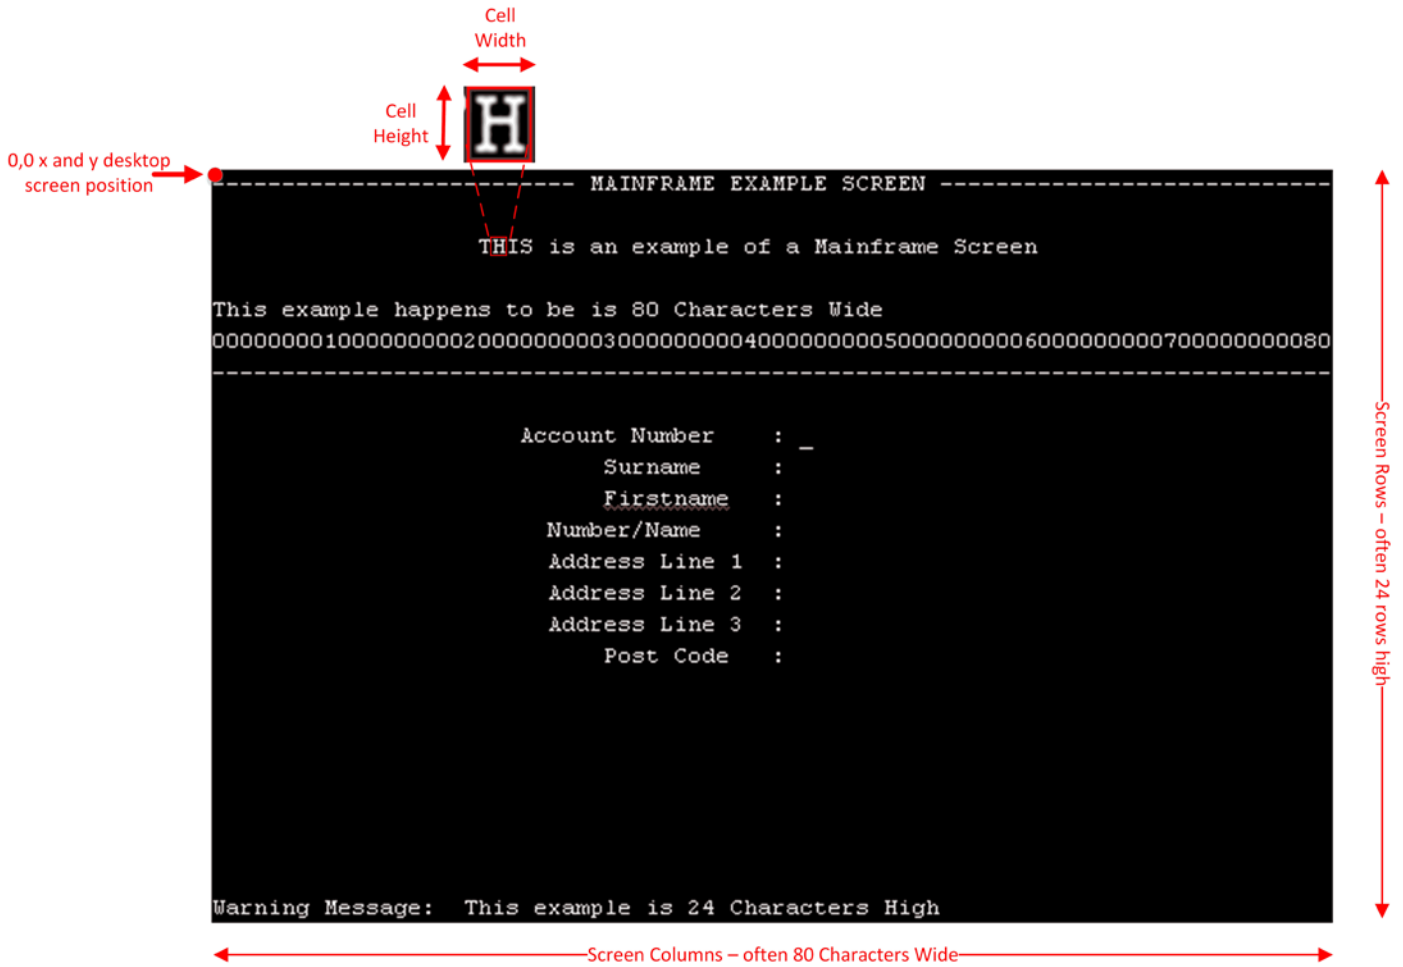 Cell
Width
Cell
Height
H
0,0 x and y desktop
screen position
-------------------------- MAINFRAME EXAMPLE SCREEN ----------------------------
THIS is an example of a Mainframe Screen
This example happens to be is 80 Characters Wide
00000000100000000020000000003000000000400000000050000000006000000000700000000080
--------------------------------------------------------------------------------
Account Number : _
Surname :
Firstname :
Number/Name :
Address Line 1 :
Address Line 2 :
Address Line 3 :
Post Code :
Warning Message: This example is 24 Characters High
Screen Rows – often 24 rows high
Screen Columns – often 80 Characters Wide